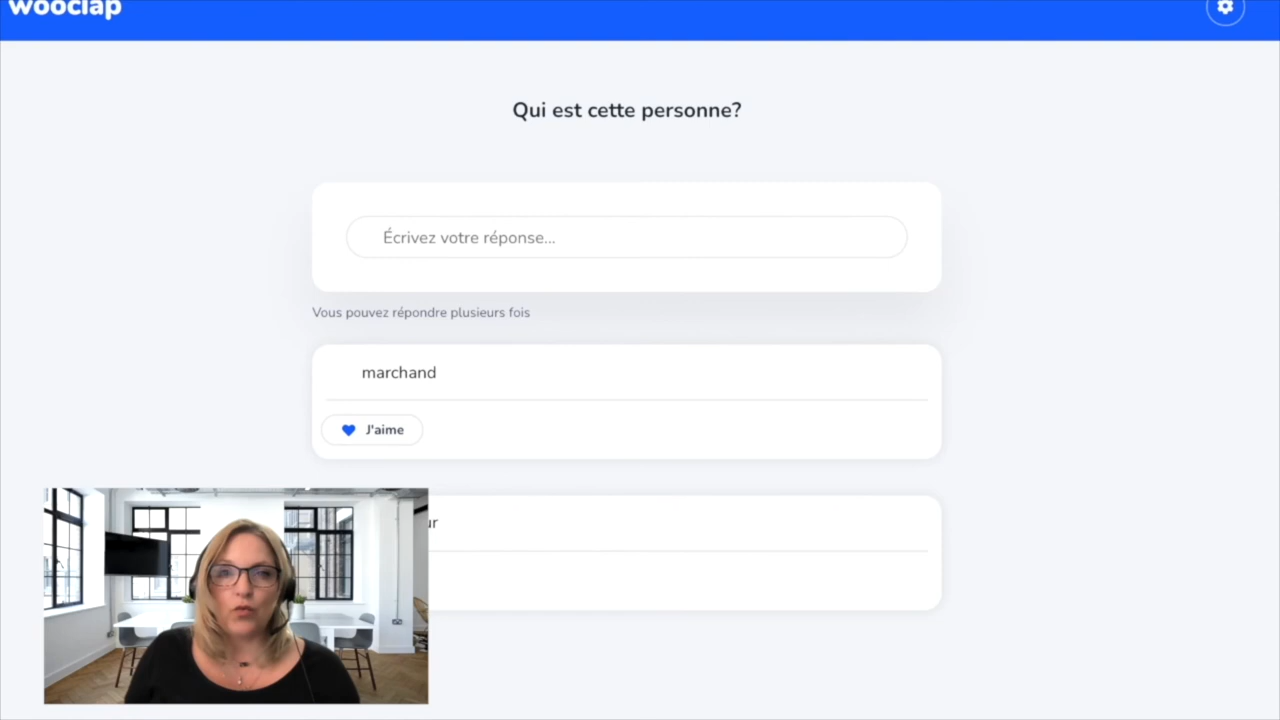 wooclap
Qui est cette personne?
Écrivez votre réponse...
Vous pouvez répondre plusieurs fois
marchand
J'aime